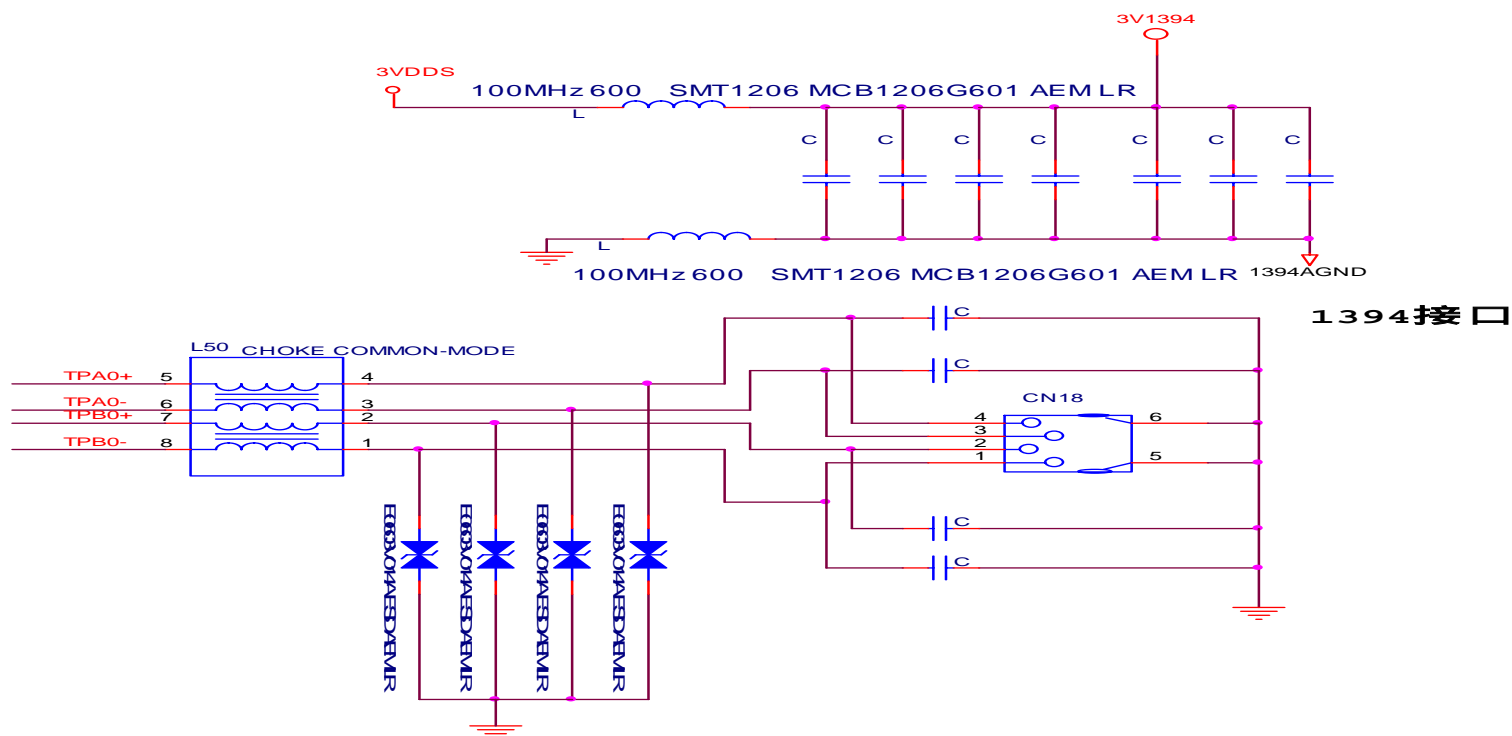 3V1394
3VDDS
100MHz 600 SMT1206 MCB1206G601 AEM LR
L
C C C C C C C
L
100MHz 600 SMT1206 MCB1206G601 AEM LR
1394AGND
1394接口
C
L50 CHOKE COMMON-MODE
C
TPA0+ 5 4
TPA0- 6 3
TPB0+ 7 2
TPB0- 8 1
CN18
4 6
3
2
1 5
C
C